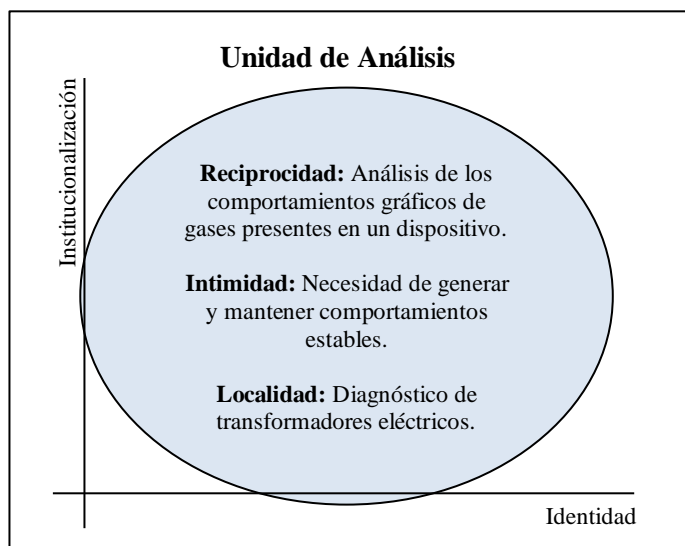 Unidad de Análisis
Institucionalización
Reciprocidad: Análisis de los
comportamientos gráficos de
gases presentes en un dispositivo.
Intimidad: Necesidad de generar
y mantener comportamientos
estables.
Localidad: Diagnóstico de
transformadores eléctricos.
Identidad